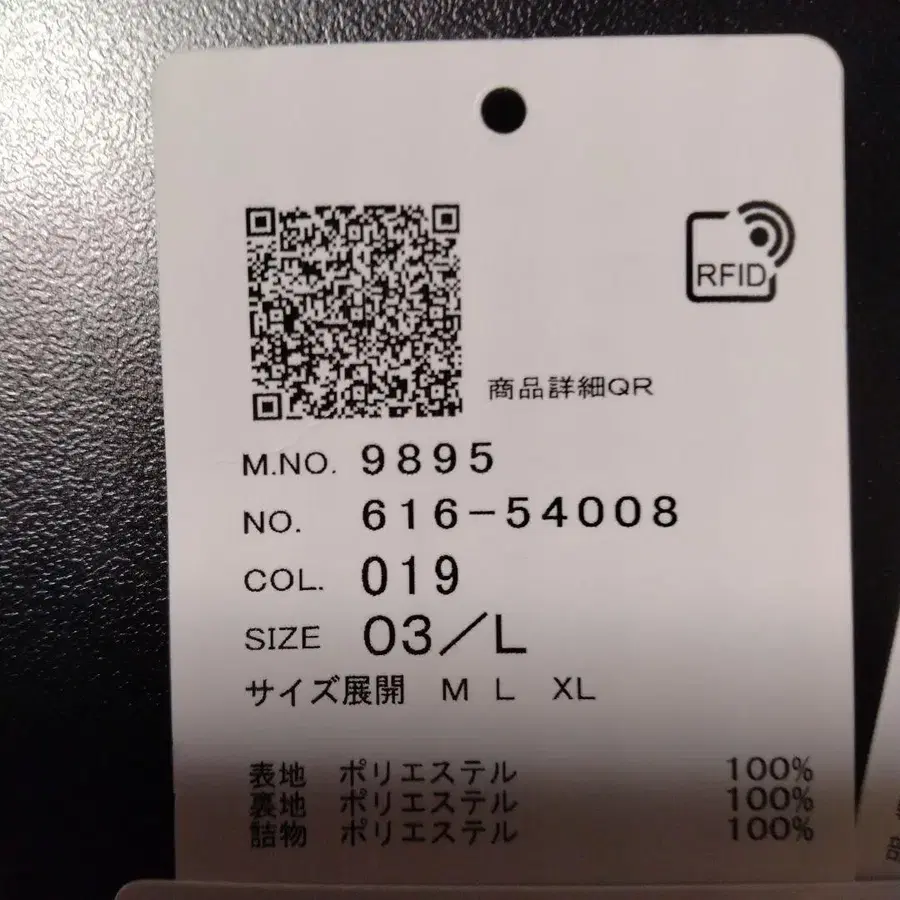 RFID
商品詳細QR
M.NO. 9895
NO. 616-54008
COL. 019
SIZE 03/L
サイズ展開 M L XL
表地 ポリエステル 100%
裏地 ポリエステル 100%
詰物 ポリエステル 100%